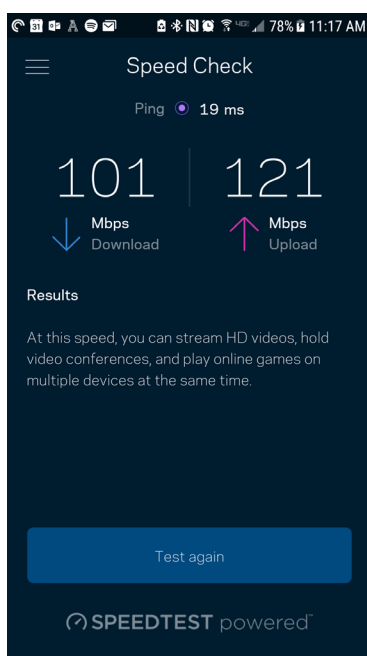 31 78% 11:17 AM
Speed Check
Ping 19 ms
101 121
Mbps Mbps
Download Upload
Results
At this speed, you can stream HD videos, hold
video conferences, and play online games on
multiple devices at the same time.
Test again
SPEEDTEST powered™